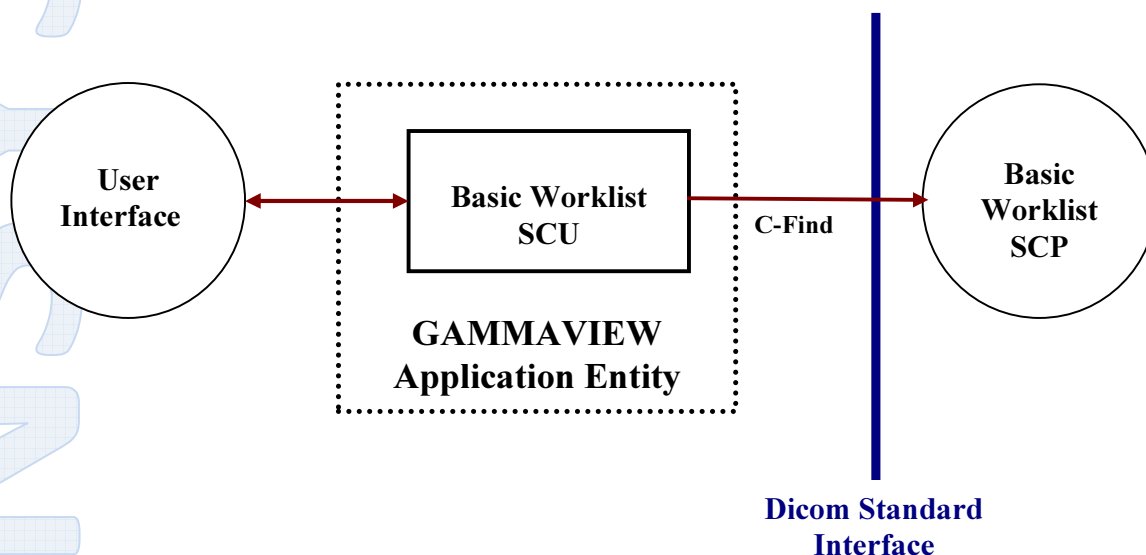 User
Interface
Basic Worklist
SCU
C-Find
Basic
Worklist
SCP
GAMMAVIEW
Application Entity
Dicom Standard
Interface